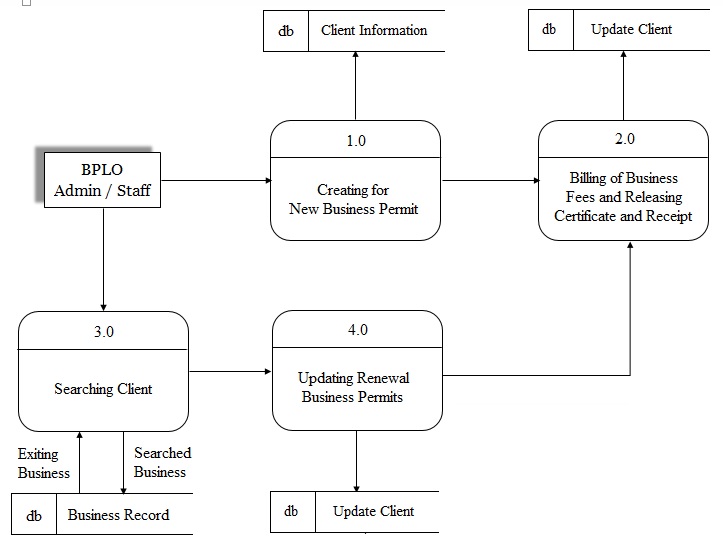 db Client Information
db Update Client
1.0
Creating for
New Business Permit
2.0
Billing of Business
Fees and Releasing
Certificate and Receipt
BPLO
Admin / Staff
3.0
Searching Client
4.0
Updating Renewal
Business Permits
Exiting
Business
Searched
Business
db Business Record
db Update Client